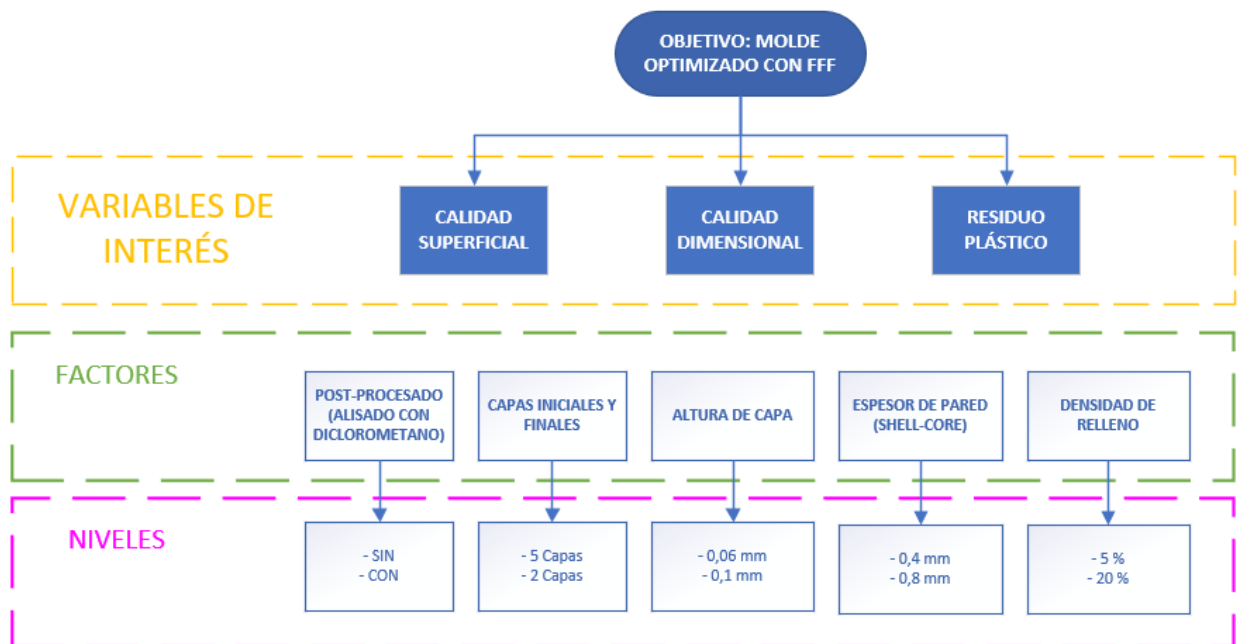 OBJETIVO: MOLDE
OPTIMIZADO CON FFF
VARIABLES DE
INTERÉS
CALIDAD
SUPERFICIAL
CALIDAD
DIMENSIONAL
RESIDUO
PLÁSTICO
FACTORES
POST-PROCESADO
(ALISADO CON
DICLOROMETANO)
CAPAS INICIALES Y
FINALES
ALTURA DE CAPA
ESPESOR DE PARED
(SHELL-CORE)
DENSIDAD DE
RELLENO
NIVELES
- SIN
- CON
- 5 Capas
- 2 Capas
- 0,06 mm
- 0,1 mm
- 0,4 mm
- 0,8 mm
- 5 %
- 20 %